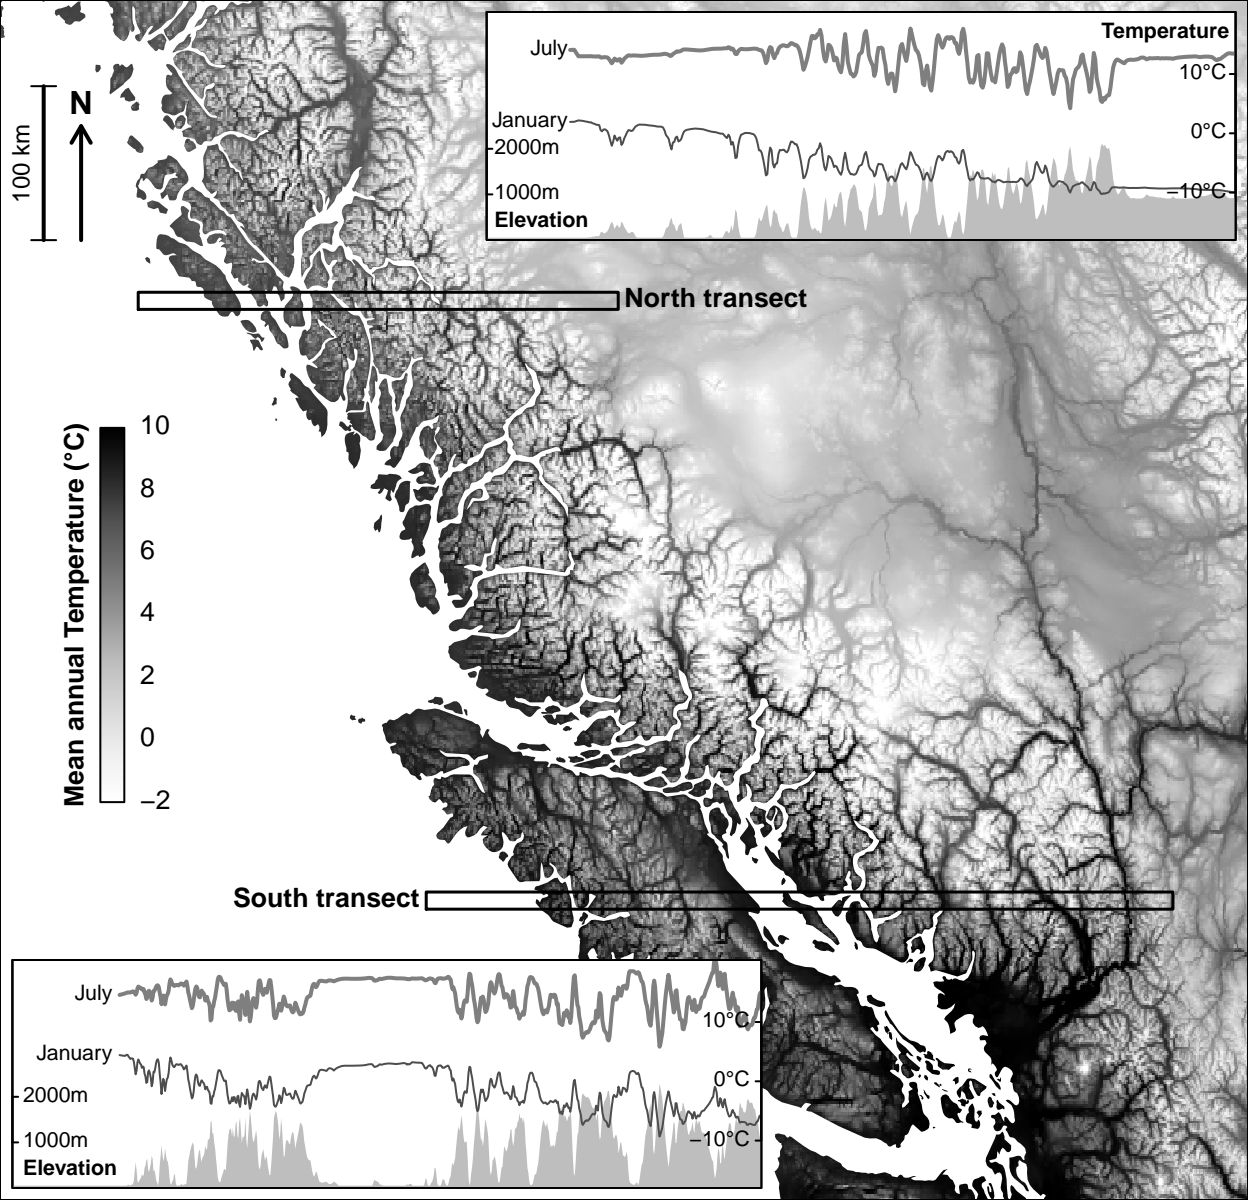 Temperature
July
10°C
January
0°C
2000m
1000m
−10°C
Elevation
N
100 km
North transect
Mean annual Temperature (°C)
10
8
6
4
2
0
−2
South transect
July
10°C
January
0°C
2000m
1000m
−10°C
Elevation